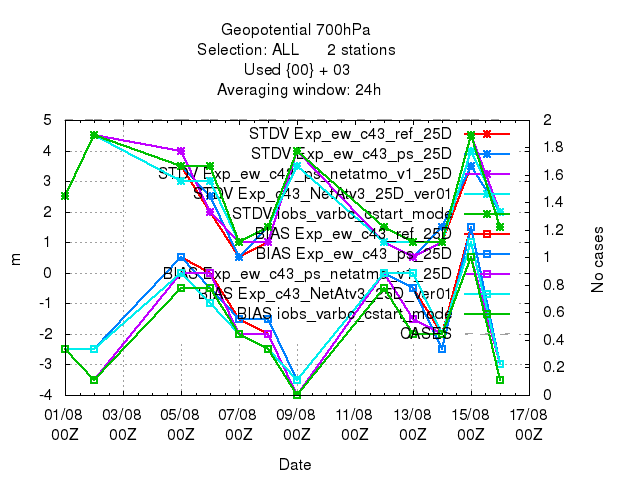 Geopotential 700hPa
Selection: ALL 2 stations
Used {00} + 03
Averaging window: 24h
5
4
3
2
1
0
-1
-2
-3
-4
m
STDV Exp_ew_c43_ref_25D
STDV Exp_ew_c43_ps_25D
STDV Exp_ew_c43_ps_netatmo_v1_25D
STDV Exp_c43_NetAtv3_25D_ver01
STDV iobs_varbc_cstart_mode
BIAS Exp_ew_c43_ref_25D
BIAS Exp_ew_c43_ps_25D
BIAS Exp_ew_c43_ps_netatmo_v1_25D
BIAS Exp_c43_NetAtv3_25D_ver01
BIAS iobs_varbc_cstart_mode
CASES
2
1.8
1.6
1.4
1.2
1
0.8
0.6
0.4
0.2
0
No cases
01/08 03/08 05/08 07/08 09/08 11/08 13/08 15/08 17/08
00Z 00Z 00Z 00Z 00Z 00Z 00Z 00Z 00Z
Date